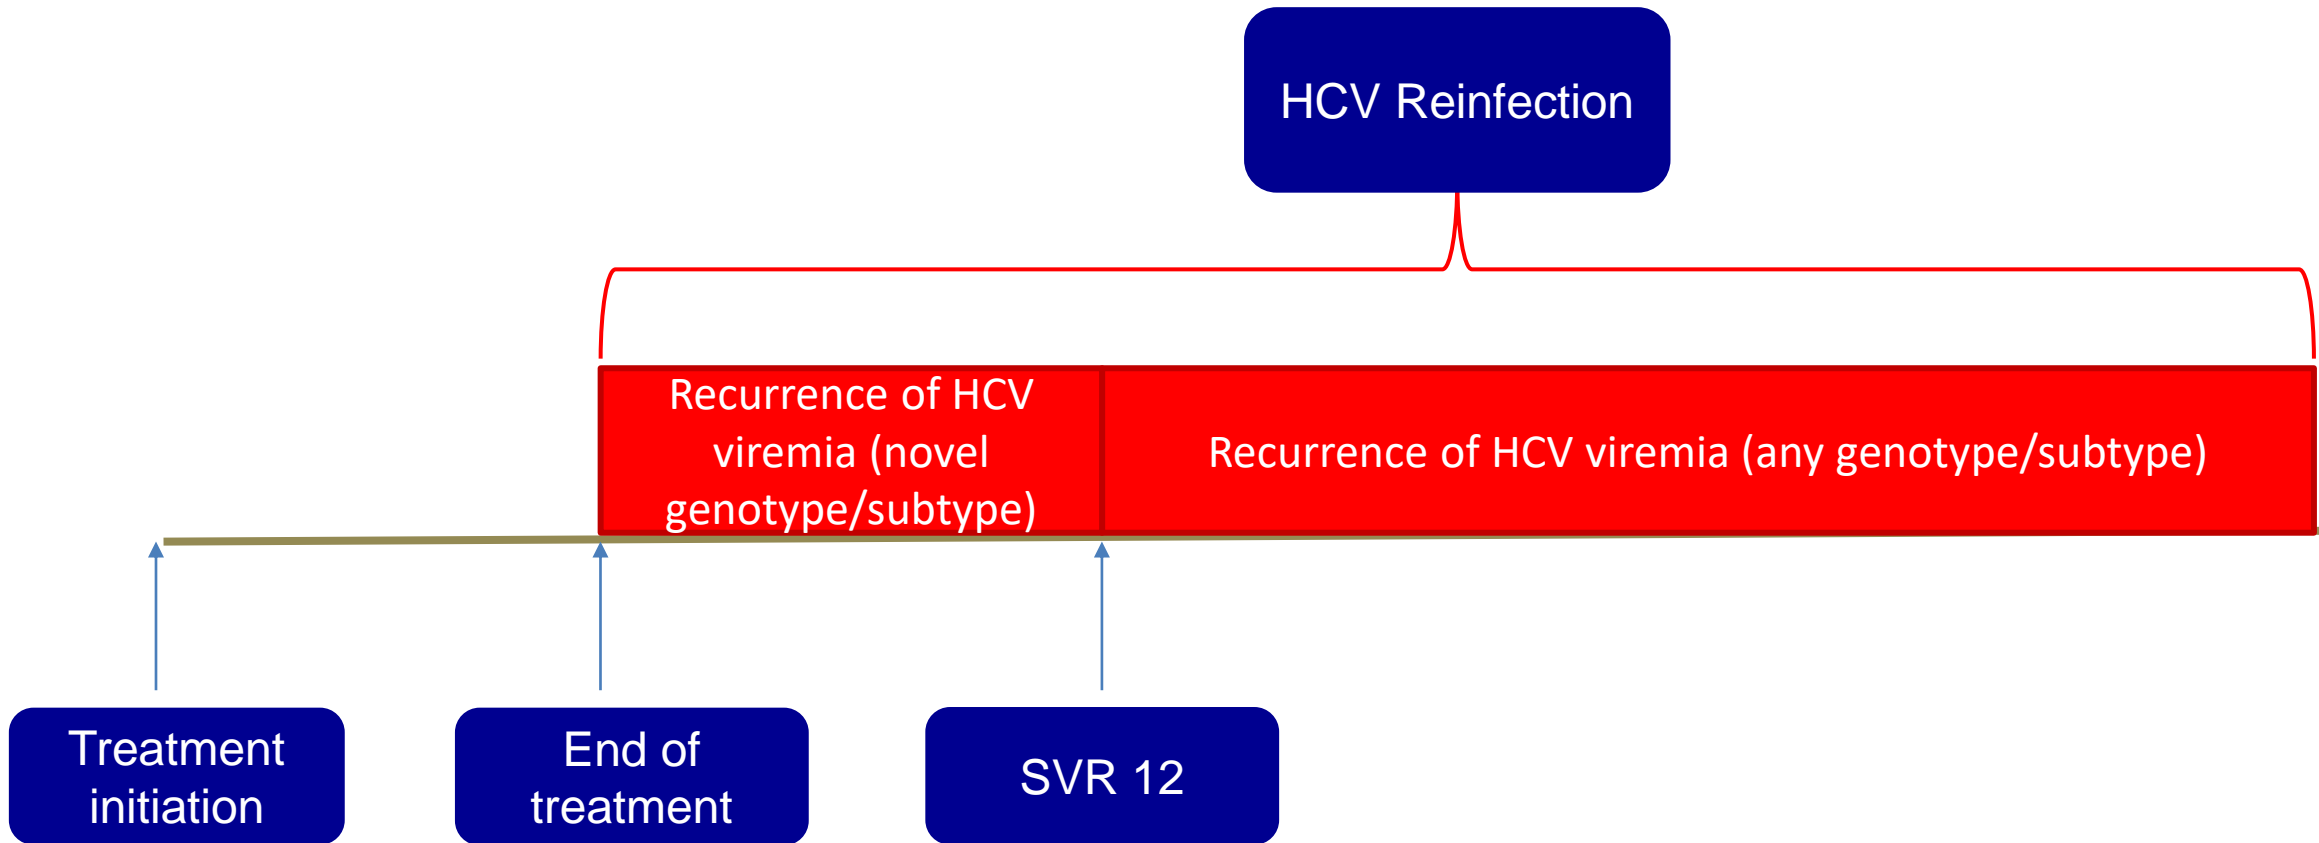 HCV Reinfection
Recurrence of HCV
viremia (novel
genotype/subtype)
Recurrence of HCV viremia (any genotype/subtype)
Treatment
initiation
End of
treatment
SVR 12